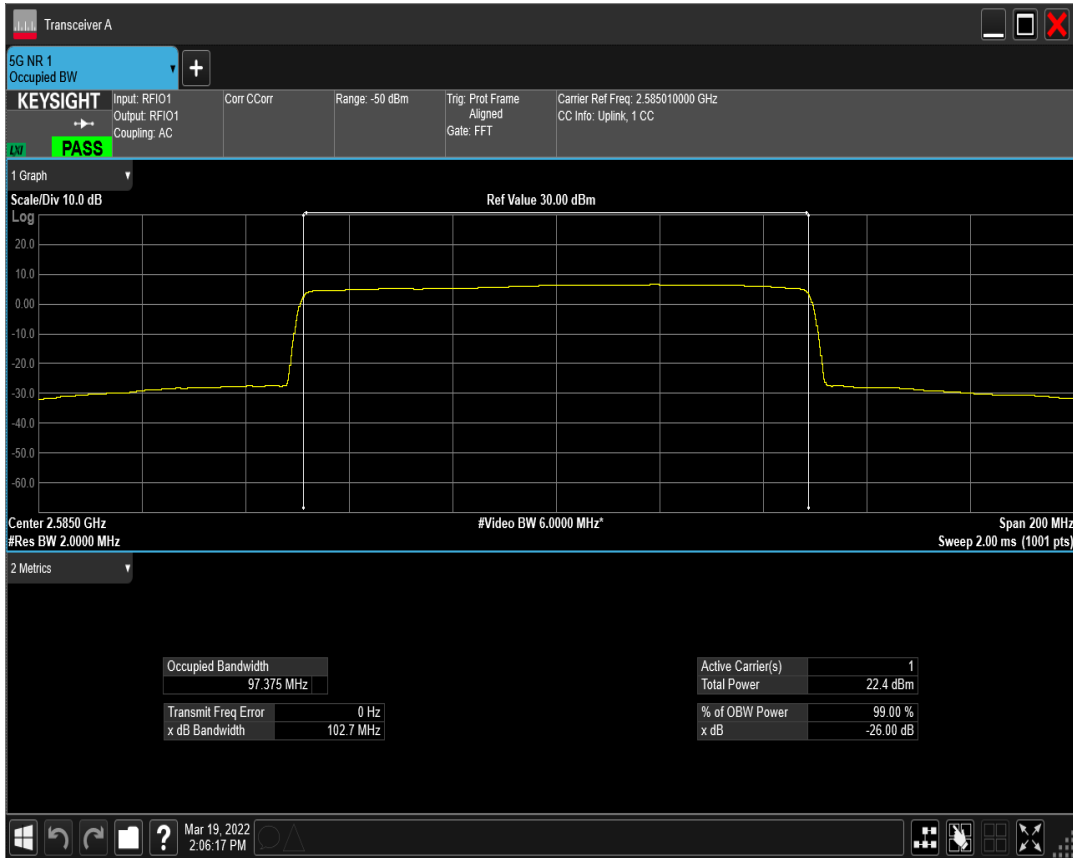 Transceiver A
5G NR 1
Occupied BW
+
KEYSIGHT
LXI
PASS
Input: RFIO1
Output: RFIO1
Coupling: AC
Corr CCorr
Range: -50 dBm
Trig: Prot Frame
Aligned
Gate: FFT
Carrier Ref Freq: 2.585010000 GHz
CC Info: Uplink, 1 CC
1 Graph
Scale/Div 10.0 dB
Ref Value 30.00 dBm
Log
20.0
10.0
0.00
-10.0
-20.0
-30.0
-40.0
-50.0
-60.0
Center 2.5850 GHz
#Video BW 6.0000 MHz*
Span 200 MHz
#Res BW 2.0000 MHz
Sweep 2.00 ms (1001 pts)
2 Metrics
Occupied Bandwidth
97.375 MHz
Transmit Freq Error 0 Hz
x dB Bandwidth 102.7 MHz
Active Carrier(s) 1
Total Power 22.4 dBm
% of OBW Power 99.00 %
x dB -26.00 dB
?
Mar 19, 2022
2:06:17 PM